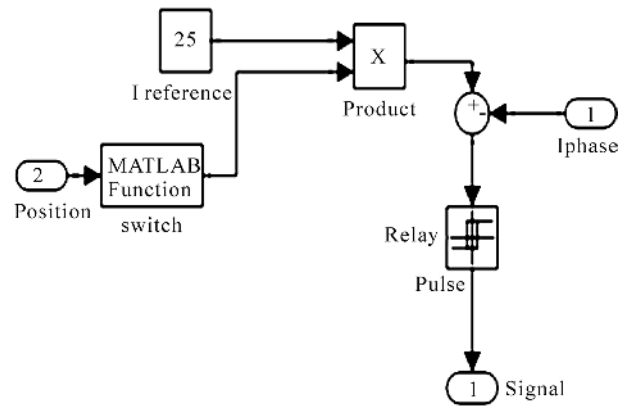 25
I reference
X
Product
+
-
1
Iphase
2
Position
MATLAB
Function
switch
Relay
Pulse
1
Signal